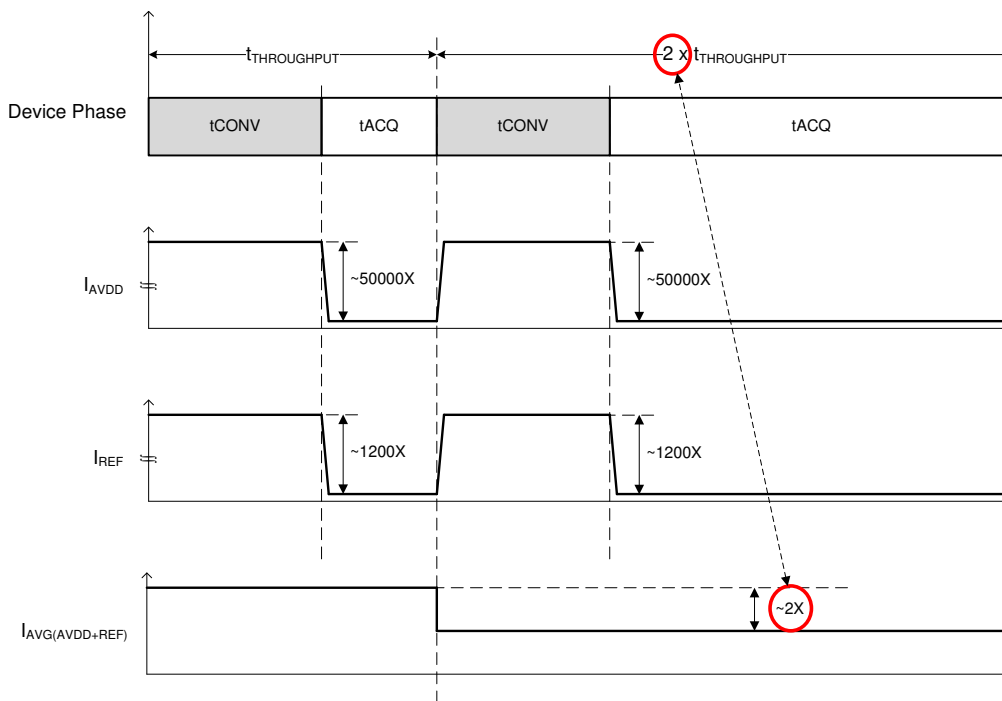 tTHROUGHPUT
2 x tTHROUGHPUT
Device Phase
tCONV
tACQ
tCONV
tACQ
IAVDD
~50000X
~50000X
IREF
~1200X
~1200X
IAVG(AVDD+REF)
~2X